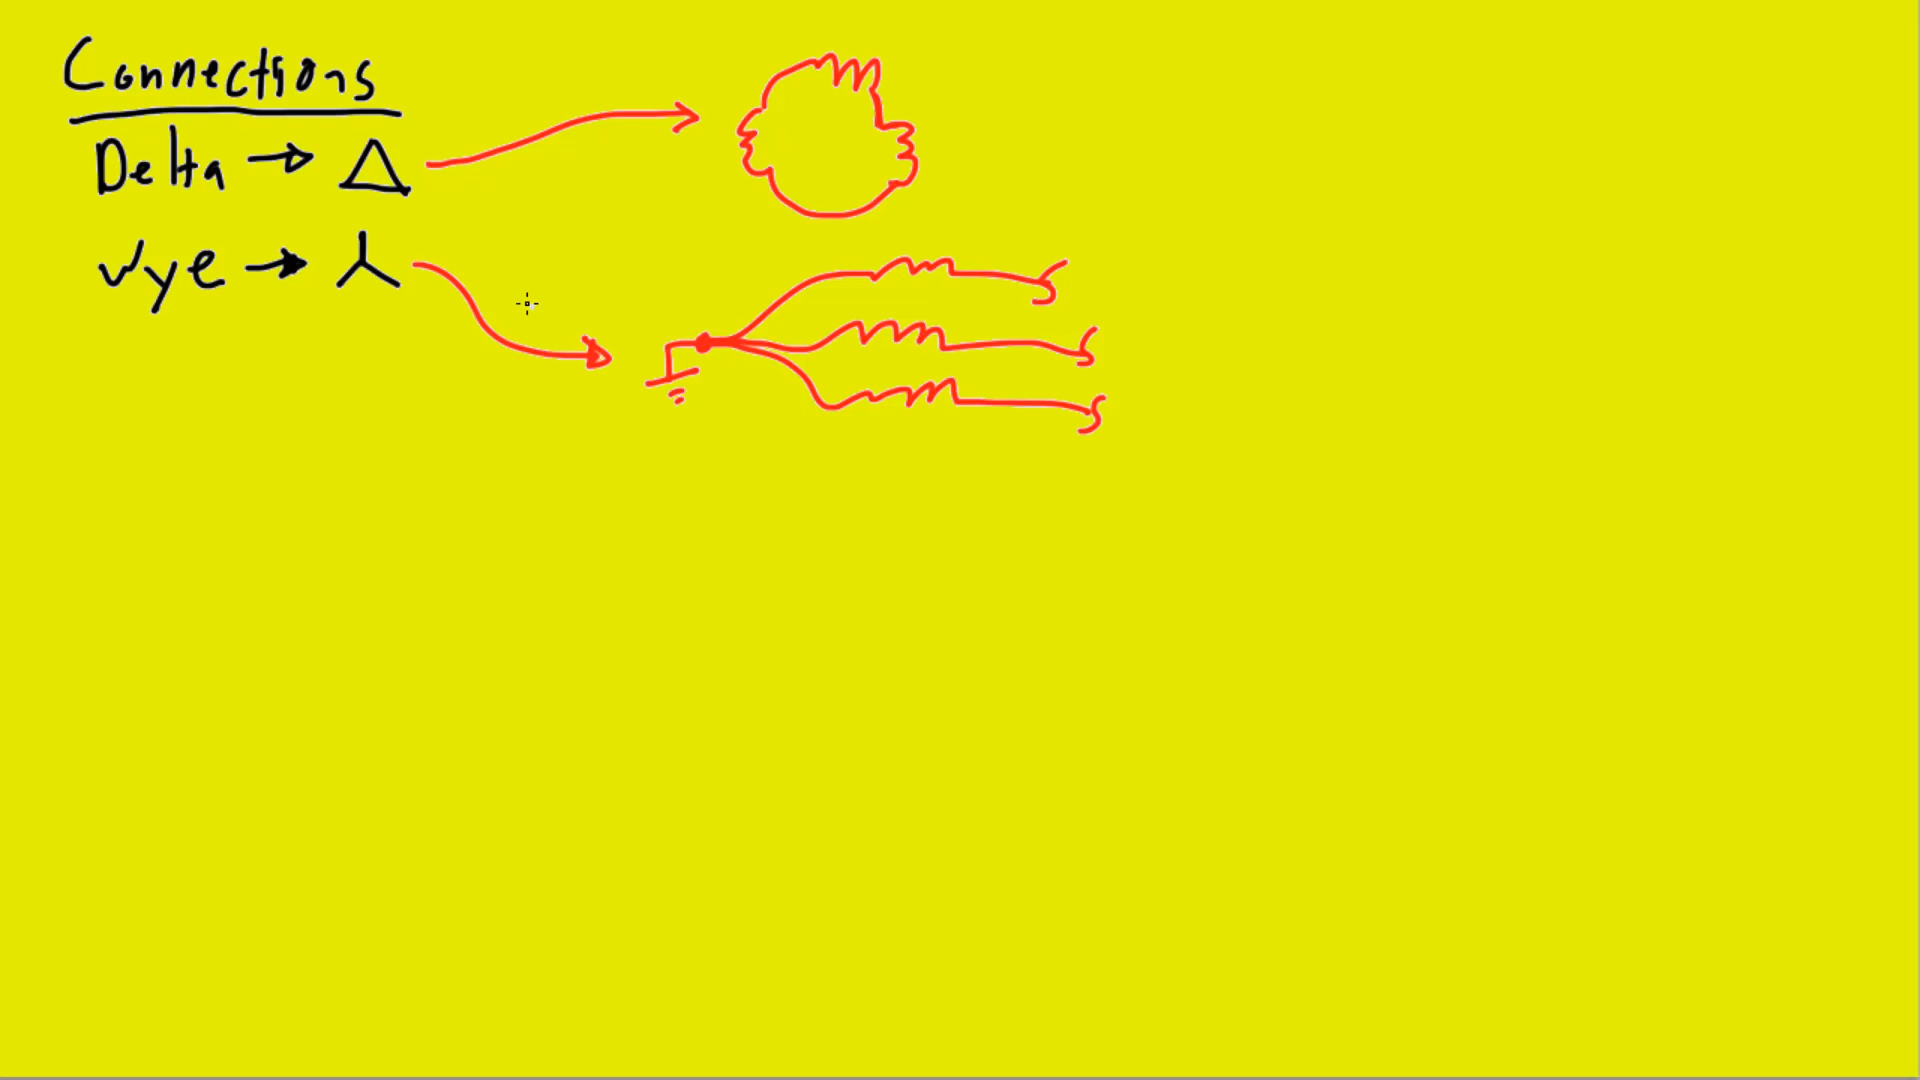 Connections
Delta → △
Wye →